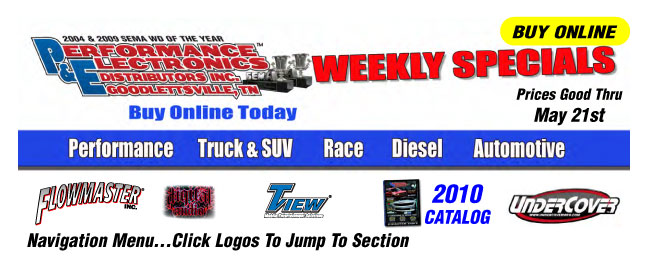 BUY ONLINE
2004 & 2009 SEMA WD OF THE YEAR
PERFORMANCE
& ELECTRONICS
DISTRIBUTORS INC.
GOODLETTSVILLE, TN
SEMA
WEEKLY SPECIALS
Prices Good Thru
May 21st
Buy Online Today
Performance Truck & SUV Race Diesel Automotive
FLOWMASTER INC.
TVIEW
2010
CATALOG
UNDERCOVER
Navigation Menu...Click Logos To Jump To Section